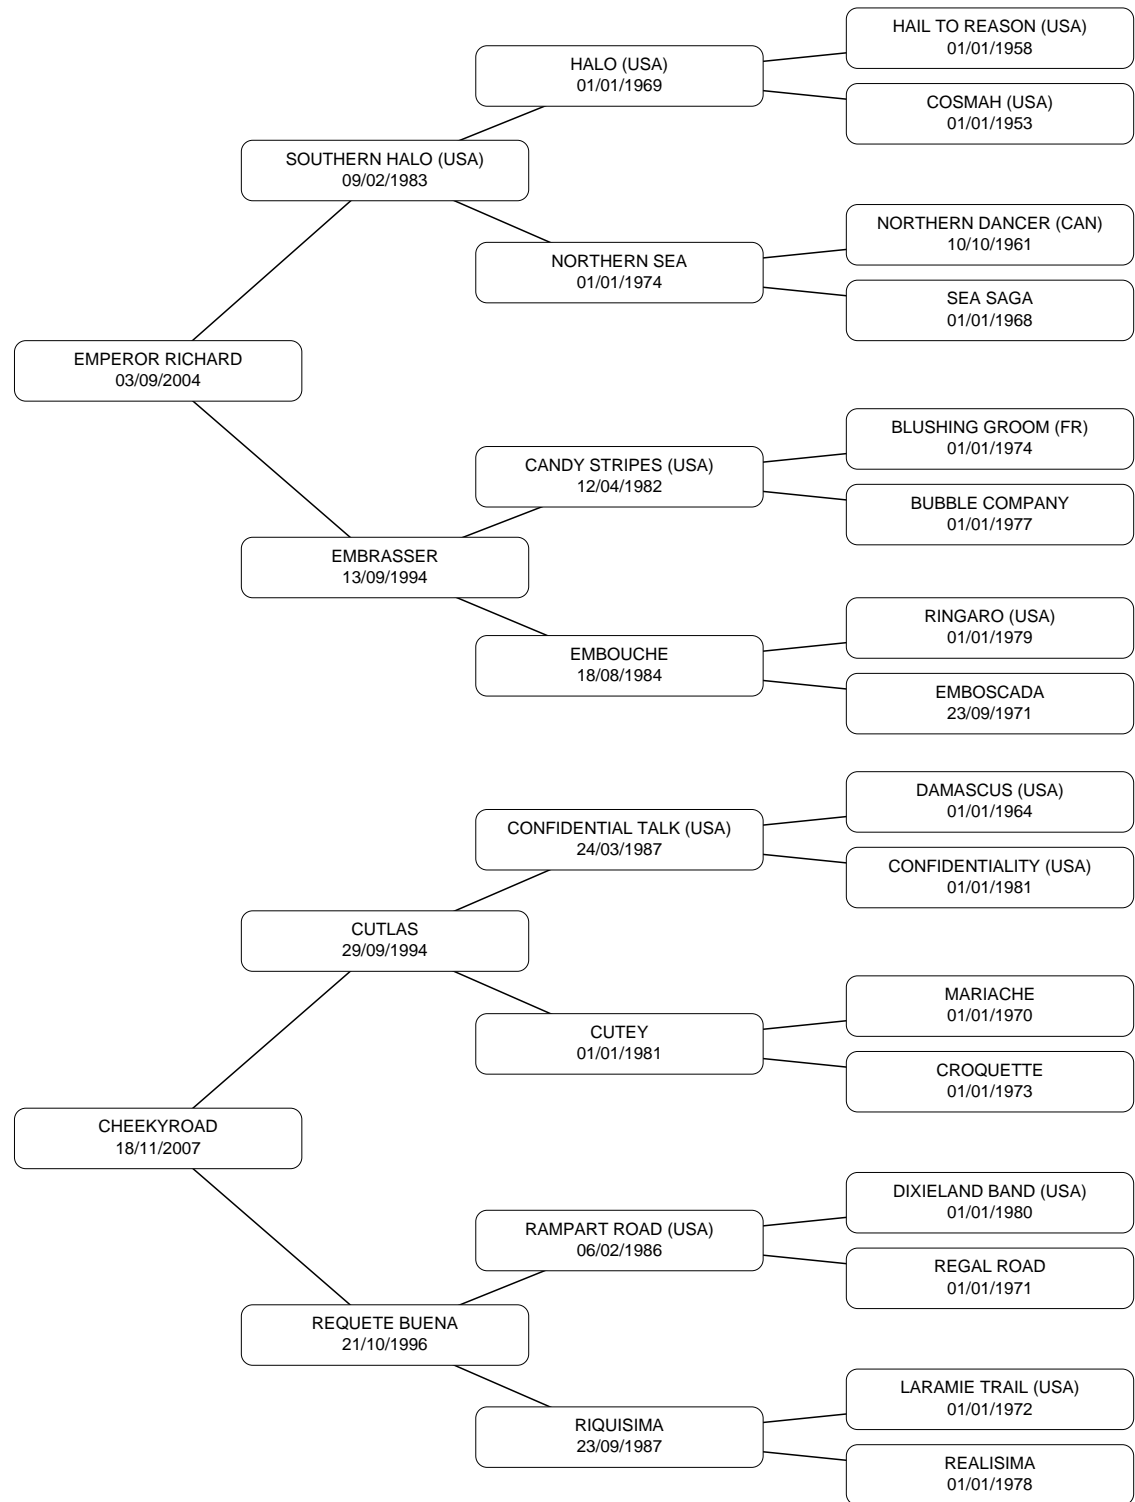 HAIL TO REASON (USA)
01/01/1958
HALO (USA)
01/01/1969
COSMAH (USA)
01/01/1953
SOUTHERN HALO (USA)
09/02/1983
NORTHERN DANCER (CAN)
10/10/1961
NORTHERN SEA
01/01/1974
SEA SAGA
01/01/1968
EMPEROR RICHARD
03/09/2004
BLUSHING GROOM (FR)
01/01/1974
CANDY STRIPES (USA)
12/04/1982
BUBBLE COMPANY
01/01/1977
EMBRASSER
13/09/1994
RINGARO (USA)
01/01/1979
EMBOUCHE
18/08/1984
EMBOSCADA
23/09/1971
DAMASCUS (USA)
01/01/1964
CONFIDENTIAL TALK (USA)
24/03/1987
CONFIDENTIALITY (USA)
01/01/1981
CUTLAS
29/09/1994
MARIACHE
01/01/1970
CUTEY
01/01/1981
CROQUETTE
01/01/1973
CHEEKYROAD
18/11/2007
DIXIELAND BAND (USA)
01/01/1980
RAMPART ROAD (USA)
06/02/1986
REGAL ROAD
01/01/1971
REQUETE BUENA
21/10/1996
LARAMIE TRAIL (USA)
01/01/1972
RIQUISIMA
23/09/1987
REALISIMA
01/01/1978